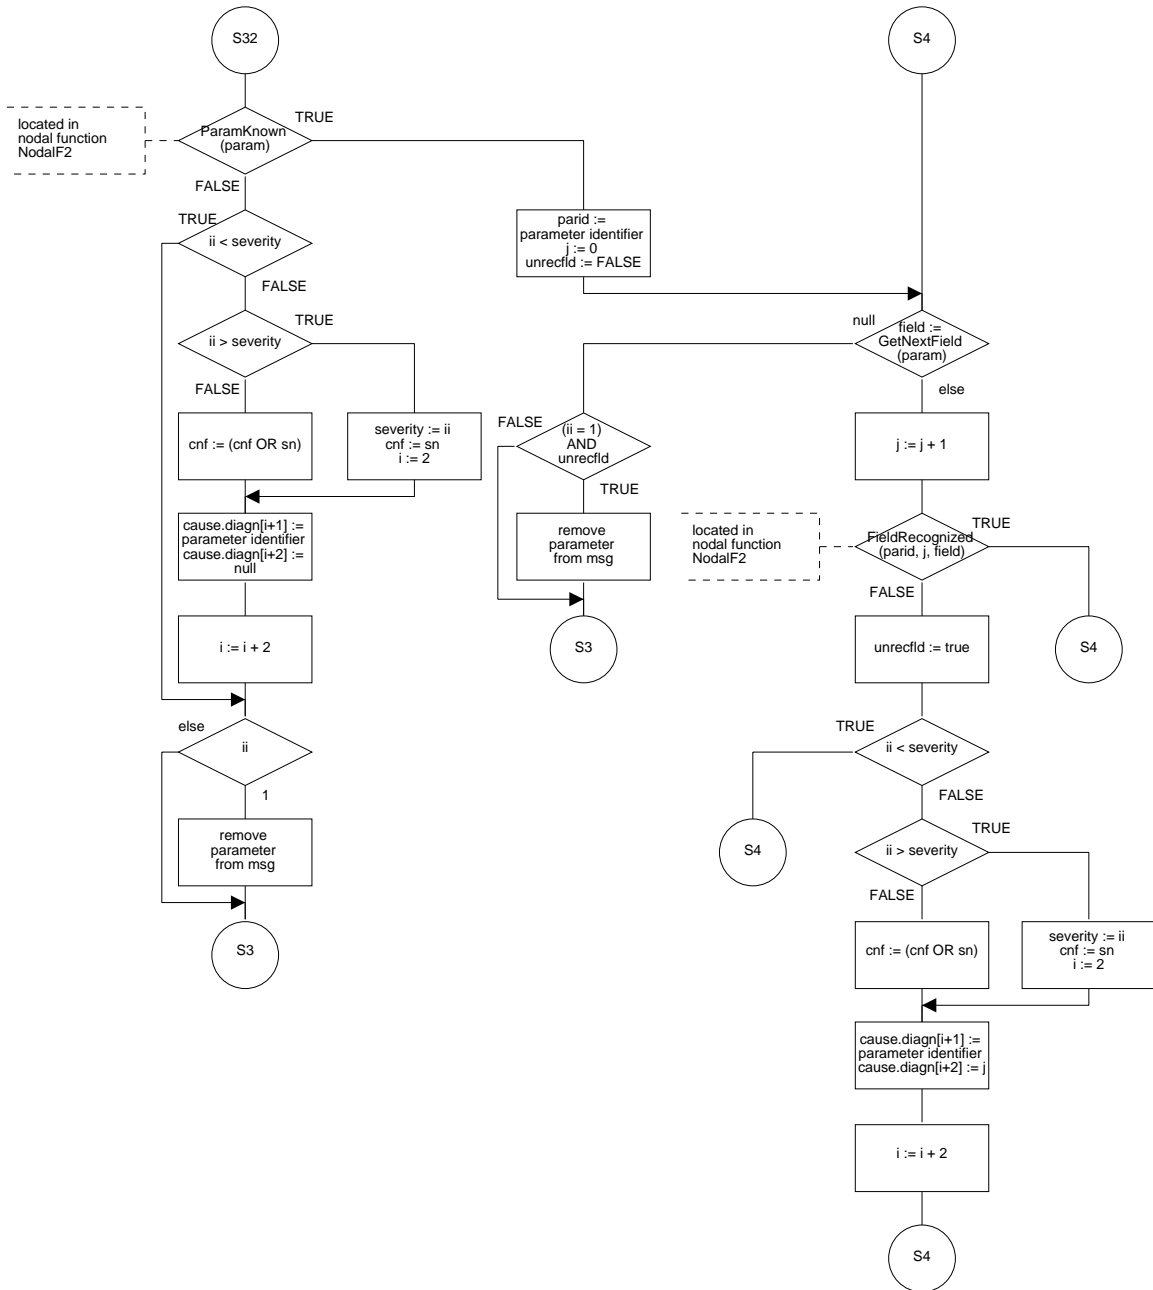 S32
S4
located in
nodal function
NodalF2
ParamKnown
(param)
TRUE
FALSE
TRUE
ii < severity
FALSE
parid :=
parameter identifier
j := 0
unrecfld := FALSE
ii > severity
TRUE
FALSE
null
field :=
GetNextField
(param)
else
cnf := (cnf OR sn)
severity := ii
cnf := sn
i := 2
FALSE
(ii = 1)
AND
unrecfld
TRUE
j := j + 1
cause.diagn[i+1] :=
parameter identifier
cause.diagn[i+2] :=
null
remove
parameter
from msg
located in
nodal function
NodalF2
FieldRecognized
(parid, j, field)
TRUE
FALSE
i := i + 2
S3
unrecfld := true
S4
else
ii
1
TRUE
ii < severity
FALSE
remove
parameter
from msg
S4
ii > severity
TRUE
FALSE
S3
cnf := (cnf OR sn)
severity := ii
cnf := sn
i := 2
cause.diagn[i+1] :=
parameter identifier
cause.diagn[i+2] := j
i := i + 2
S4